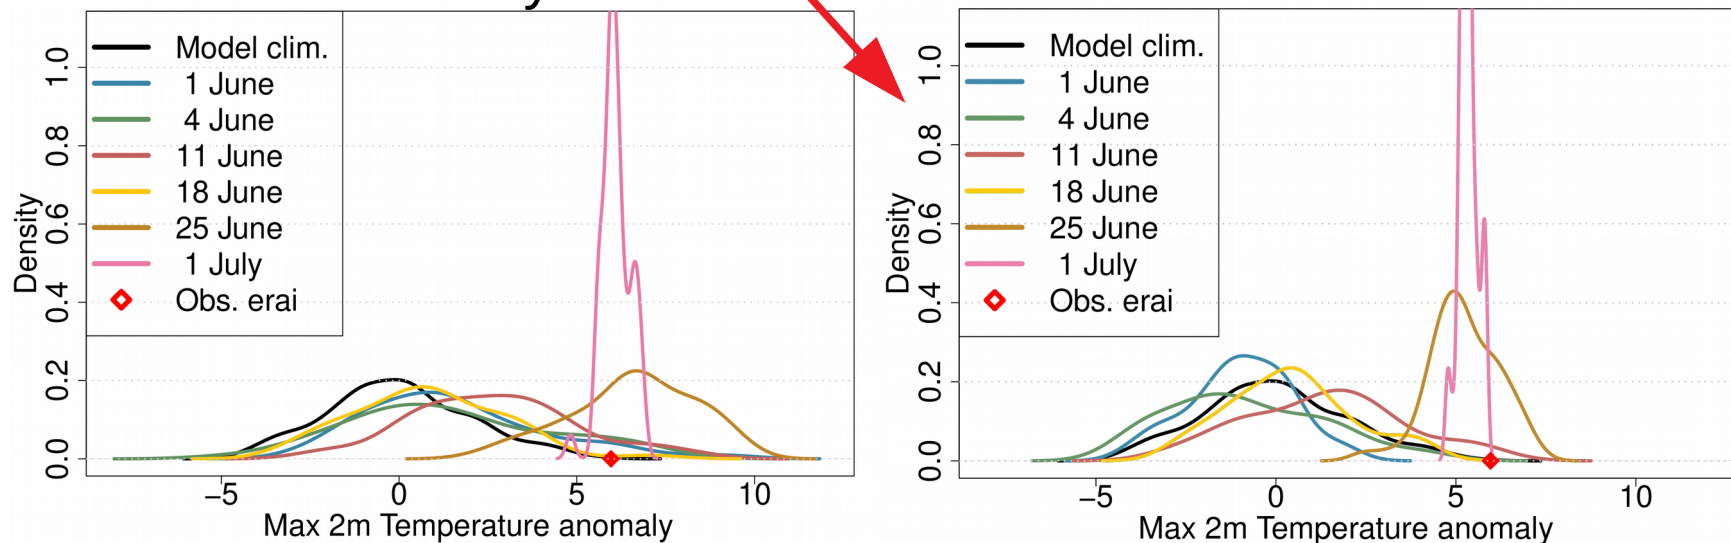 y
Model clim.
1 June
4 June
11 June
18 June
25 June
1 July
Obs. erai
Density
0.0
0.2
0.4
0.6
0.8
1.0
−5
0
5
10
Max 2m Temperature anomaly
Model clim.
1 June
4 June
11 June
18 June
25 June
1 July
Obs. erai
Density
0.0
0.2
0.4
0.6
0.8
1.0
−5
0
5
10
Max 2m Temperature anomaly